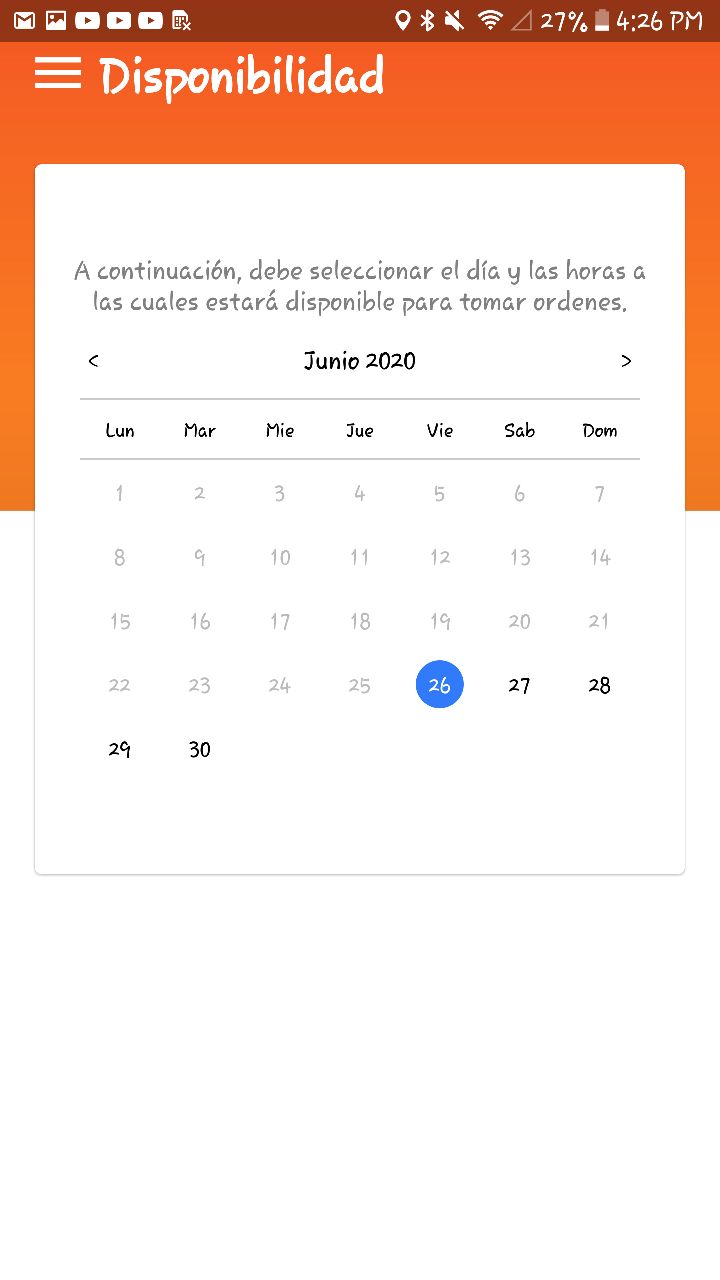 27% 4:26 PM
Disponibilidad
A continuación, debe seleccionar el día y las horas a
las cuales estará disponible para tomar ordenes.
< Junio 2020 >
Lun Mar Mie Jue Vie Sab Dom
1 2 3 4 5 6 7
8 9 10 11 12 13 14
15 16 17 18 19 20 21
22 23 24 25 26 27 28
29 30